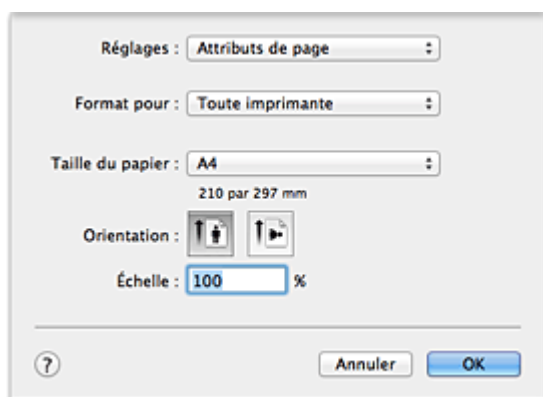 Réglages : Attributs de page
Format pour : Toute imprimante
Taille du papier : A4
210 par 297 mm
Orientation :
Échelle : 100 %
? Annuler OK